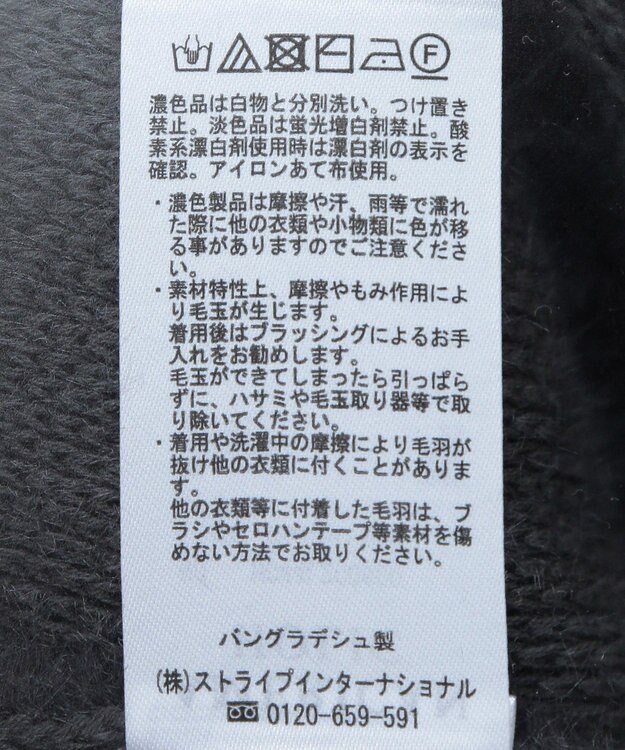 F
濃色品は白物と分別洗い。つけ置き
禁止。淡色品は蛍光増白剤禁止。酸
素系漂白剤使用時は漂白剤の表示を
確認。アイロンあて布使用。
・濃色製品は摩擦や汗、雨等で濡れ
た際に他の衣類や小物類に色が移
る事がありますのでご注意くださ
い。
・素材特性上、摩擦やもみ作用によ
り毛玉が生じます。
着用後はブラッシングによるお手
入れをお勧めします。
毛玉ができてしまったら引っぱら
ずに、ハサミや毛玉取り器等で取
り除いてください。
・着用や洗濯中の摩擦により毛羽が
抜け他の衣類に付くことがありま
す。
他の衣類等に付着した毛羽は、ブ
ラシやセロハンテープ等素材を傷
めない方法でお取りください。
バングラデシュ製
(株)ストライプインターナショナル
0120-659-591